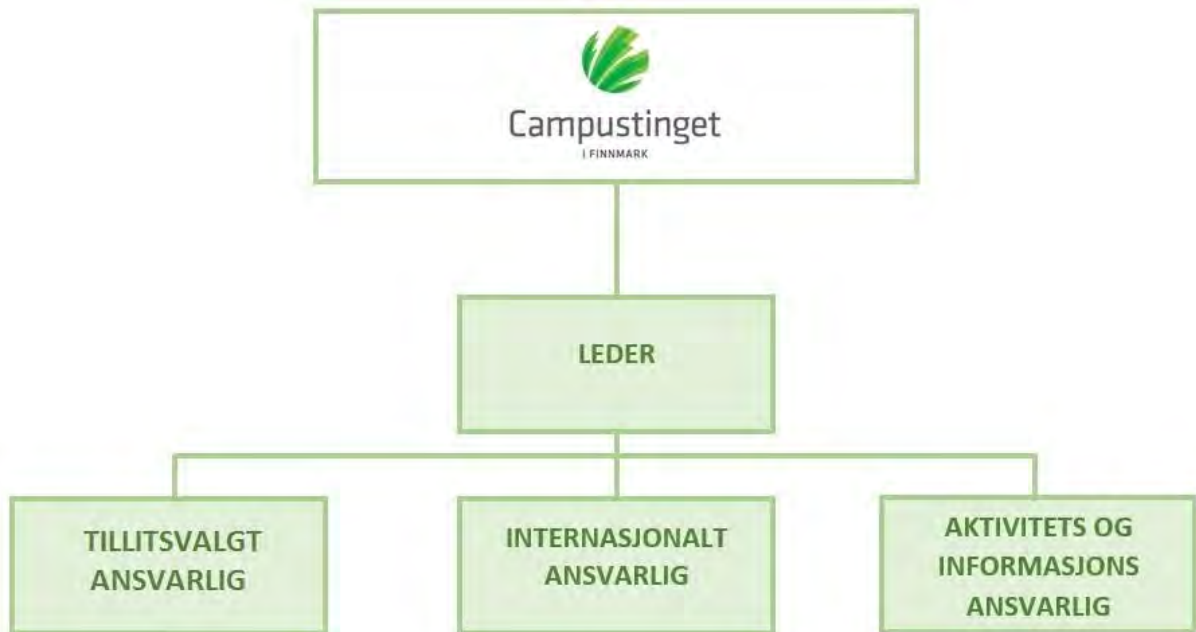 Campustinget
I FINNMARK
LEDER
TILLITSVALGT
ANSVARLIG
INTERNASJONALT
ANSVARLIG
AKTIVITETS OG
INFORMASJONS
ANSVARLIG